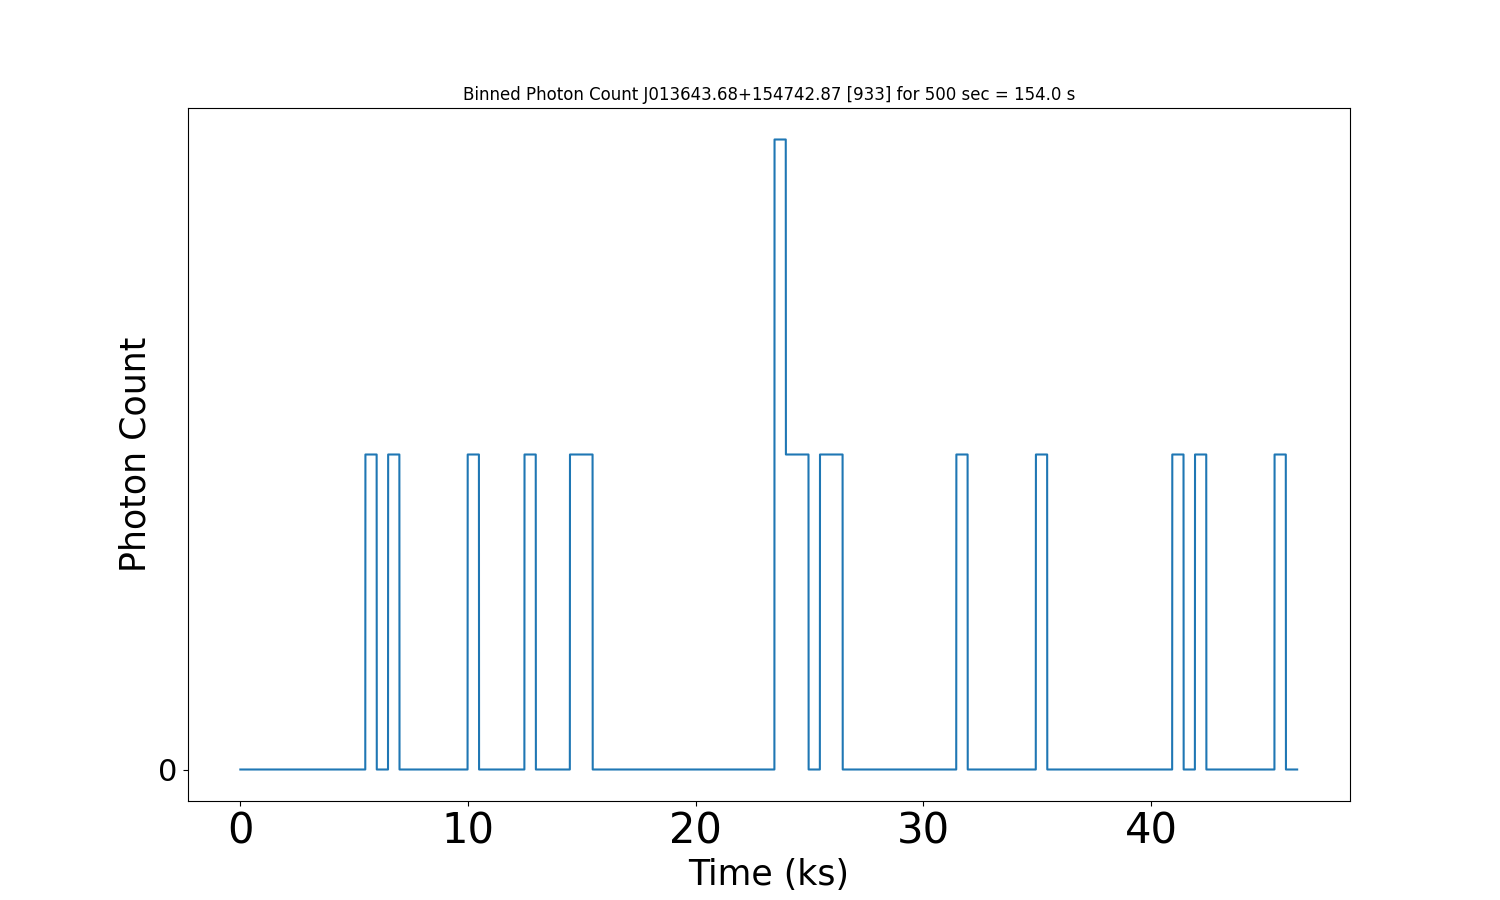 Binned Photon Count J013643.68+154742.87 [933] for 500 sec = 154.0 s
Photon Count
0
0 10 20 30 40
Time (ks)